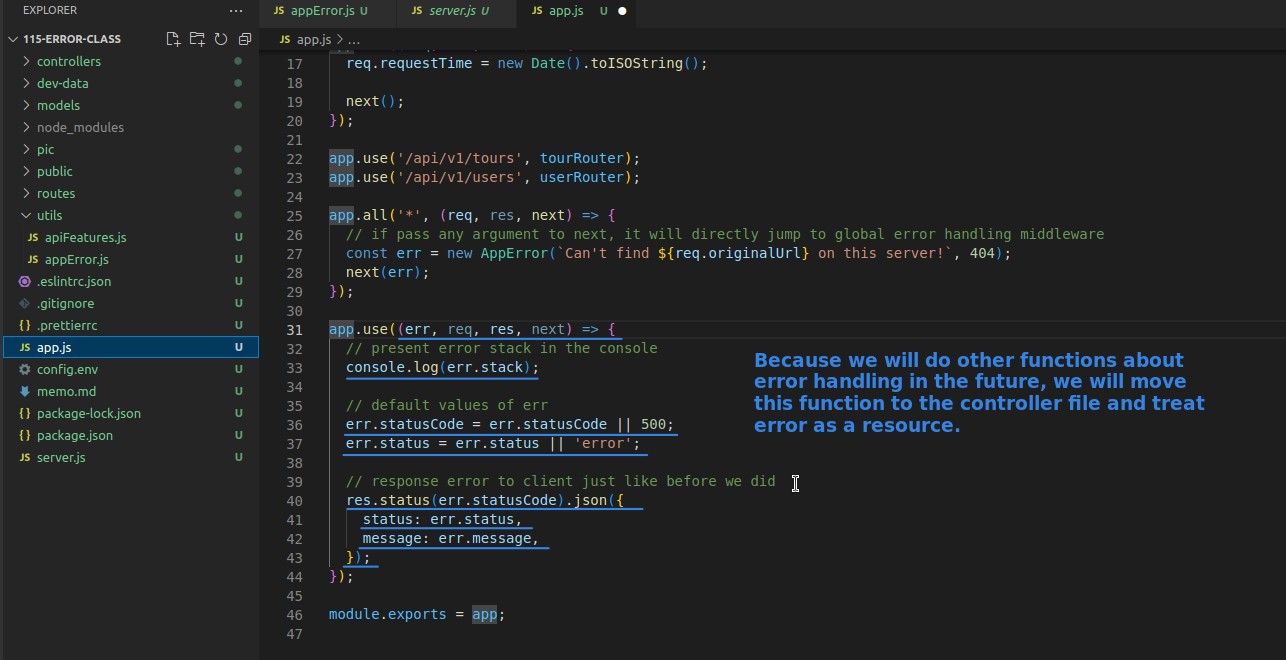 EXPLORER ...
115-ERROR-CLASS
controllers
dev-data
models
node_modules
pic
public
routes
utils
JS apiFeatures.js U
JS appError.js U
.eslintrc.json U
.gitignore U
{} .prettierrc U
JS app.js U
config.env U
memo.md U
{} package-lock.json U
{} package.json U
JS server.js U
JS appError.js U JS server.js U JS app.js U
JS app.js > ...
17 req.requestTime = new Date().toISOString();
18
19 next();
20 });
21
22 app.use('/api/v1/tours', tourRouter);
23 app.use('/api/v1/users', userRouter);
24
25 app.all('*', (req, res, next) => {
26 // if pass any argument to next, it will directly jump to global error handling middleware
27 const err = new AppError(`Can't find ${req.originalUrl} on this server!`, 404);
28 next(err);
29 });
30
31 app.use((err, req, res, next) => {
32 // present error stack in the console
33 console.log(err.stack);
34
35 // default values of err
36 err.statusCode = err.statusCode || 500;
37 err.status = err.status || 'error';
38
39 // response error to client just like before we did
40 res.status(err.statusCode).json({
41 status: err.status,
42 message: err.message,
43 });
44 });
45
46 module.exports = app;
47
Because we will do other functions about
error handling in the future, we will move
this function to the controller file and treat
error as a resource.